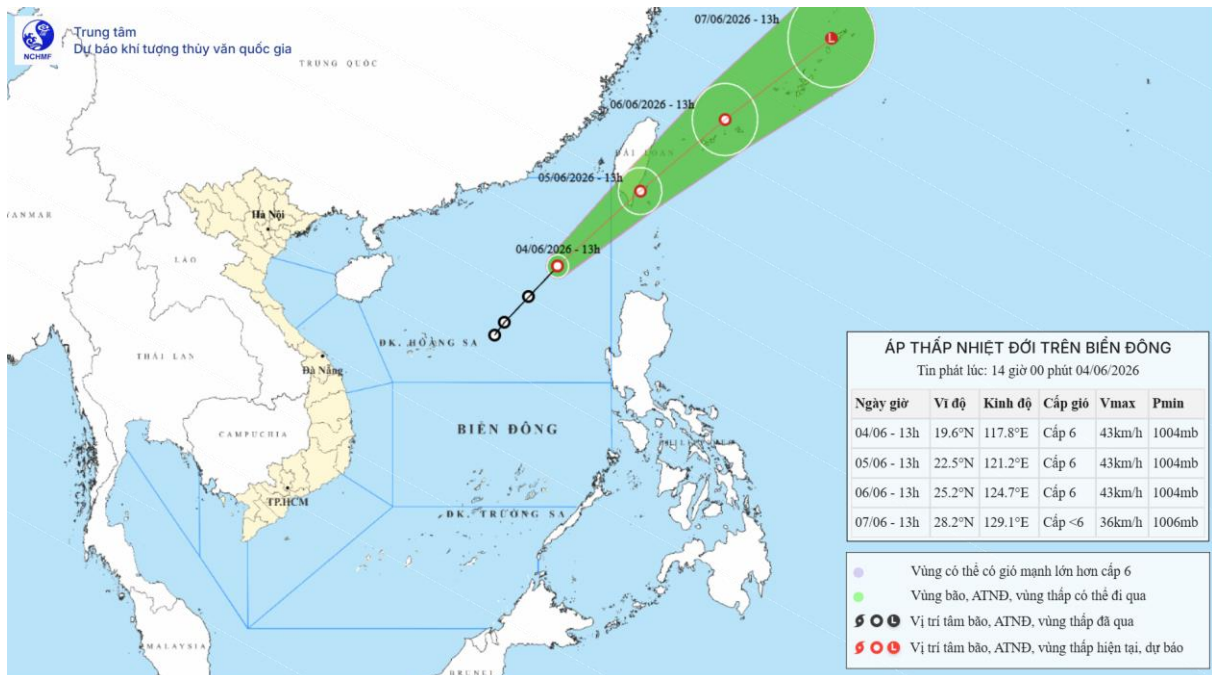 NCHMF
Trung tâm
Dự báo khí tượng thủy văn quốc gia
07/06/2026 - 13h
TRUNG QUỐC
06/06/2026 - 13h
ĐÀI LOAN
05/06/2026 - 13h
Hà Nội
LÀO
04/06/2026 - 13h
ĐK. HOÀNG SA
THÁI LAN
Đà Nẵng
CAMPUCHIA
BIỂN ĐÔNG
TP.HCM
ĐK. TRƯỜNG SA
MALAYSIA
BRUNEI
L
ÁP THẤP NHIỆT ĐỚI TRÊN BIỂN ĐÔNG
Tin phát lúc: 14 giờ 00 phút 04/06/2026
Ngày giờ Vĩ độ Kinh độ Cấp gió Vmax Pmin
04/06 - 13h 19.6°N 117.8°E Cấp 6 43km/h 1004mb
05/06 - 13h 22.5°N 121.2°E Cấp 6 43km/h 1004mb
06/06 - 13h 25.2°N 124.7°E Cấp 6 43km/h 1004mb
07/06 - 13h 28.2°N 129.1°E Cấp <6 36km/h 1006mb
Vùng có thể có gió mạnh lớn hơn cấp 6
Vùng bão, ATNĐ, vùng thấp có thể đi qua
L Vị trí tâm bão, ATNĐ, vùng thấp đã qua
L Vị trí tâm bão, ATNĐ, vùng thấp hiện tại, dự báo